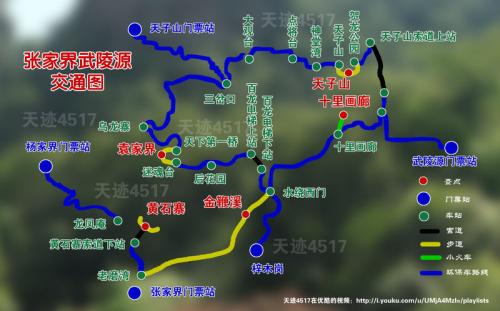 张家界武陵源
交通图
天子山门票站
大观台
点将台
神堂湾
天子山
贺龙公园
天子山索道上站
天迹4517
天子山
三岔口
十里画廊
百龙电梯上站
百龙电梯下站
乌龙寨
天下第一桥
杨家界门票站
袁家界
十里画廊
武陵源门票站
迷魂台
后花园
天迹4517
水绕四门
黄石寨
金鞭溪
龙凤庵
黄石寨索道下站
天迹4517
梓木岗
老磨湾
张家界门票站
景点
门票站
车站
索道
步道
小火车
环保车路线
天迹4517在优酷的视频：http://i.youku.com/u/UMjA4MzI=/playlists